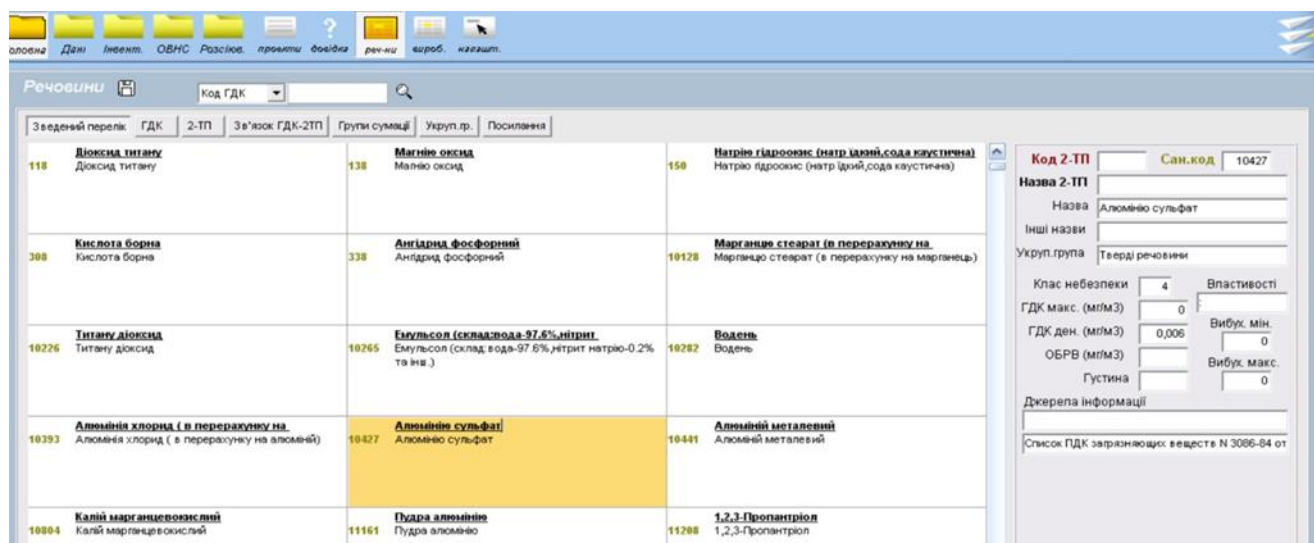 Дані Інвент. ОВНС Розсіюв. проекти довідка реч-ни вироб. налашт.
Речовини Код ГДК
Зведений перелік ГДК 2-ТП Зв'язок ГДК-2ТП Групи сумації Укруп.гр. Посилання
118 Діоксид титану
Діоксид титану
138 Магнію оксид
Магнію оксид
150 Натрію гідроокис (натр їдкий,сода каустична)
Натрію гідроокис (натр їдкий,сода каустична)
308 Кислота борна
Кислота борна
338 Ангідрид фосфорний
Ангідрид фосфорний
10128 Марганцю стеарат (в перерахунку на
Марганцю стеарат (в перерахунку на марганець)
10226 Титану діоксид
Титану діоксид
10265 Емульсол (склад:вода-97.6%,нітрит
Емульсол (склад:вода-97.6%,нітрит натрію-0.2%
та інш.)
10282 Водень
Водень
10393 Алюмінія хлорид ( в перерахунку на
Алюмінія хлорид ( в перерахунку на алюміній)
10427 Алюмінію сульфат
Алюмінію сульфат
10441 Алюміній металевий
Алюміній металевий
10804 Калій марганцевокислий
Калій марганцевокислий
11161 Пудра алюмінію
Пудра алюмінію
11208 1,2,3-Пропантріол
1,2,3-Пропантріол
Код 2-ТП Сан.код 10427
Назва 2-ТП
Назва Алюмінію сульфат
Інші назви
Укруп.група Тверді речовини
Клас небезпеки 4 Властивості
ГДК макс. (мг/м3) 0 :
ГДК ден. (мг/м3) 0,006 Вибух. мін.
0
ОБРВ (мг/м3) Вибух. макс.
Густина 0
Джерела інформації
Список ПДК загрязняющих веществ N 3086-84 от